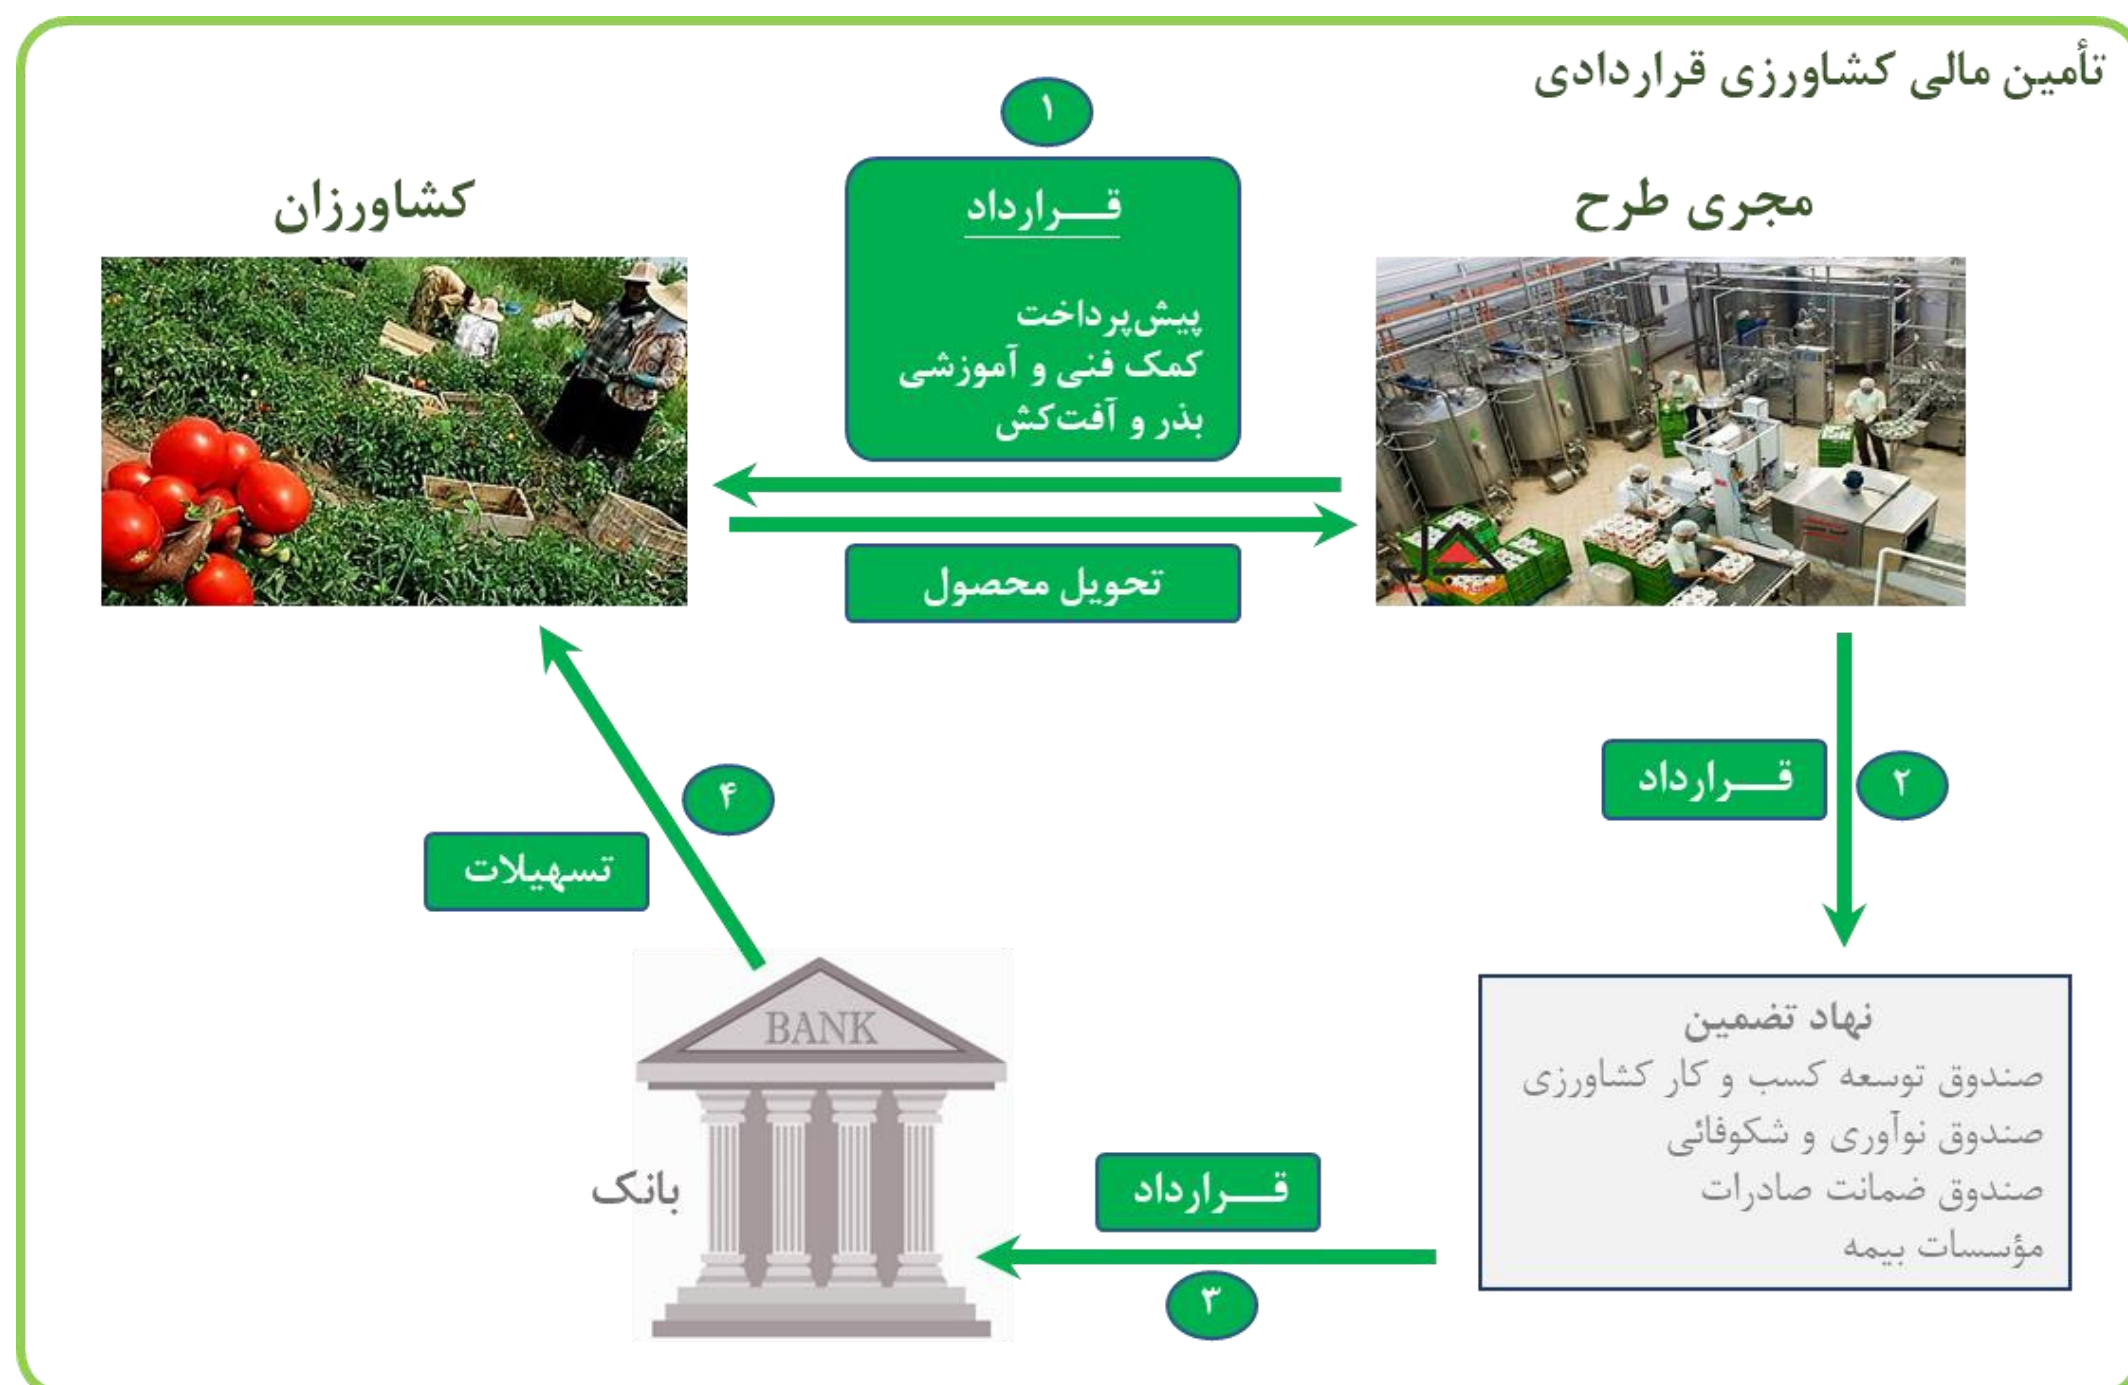 تأمین مالی کشاورزی قراردادی
مجری طرح
۱
قـــرارداد
پیش‌پرداخت
کمک فنی و آموزشی
بذر و آفت‌کش
کشاورزان
تحویل محصول
۲
قـــرارداد
نهاد تضمین
صندوق توسعه کسب و کار کشاورزی
صندوق نوآوری و شکوفائی
صندوق ضمانت صادرات
مؤسسات بیمه
قـــرارداد
۳
BANK
بانک
۴
تسهیلات